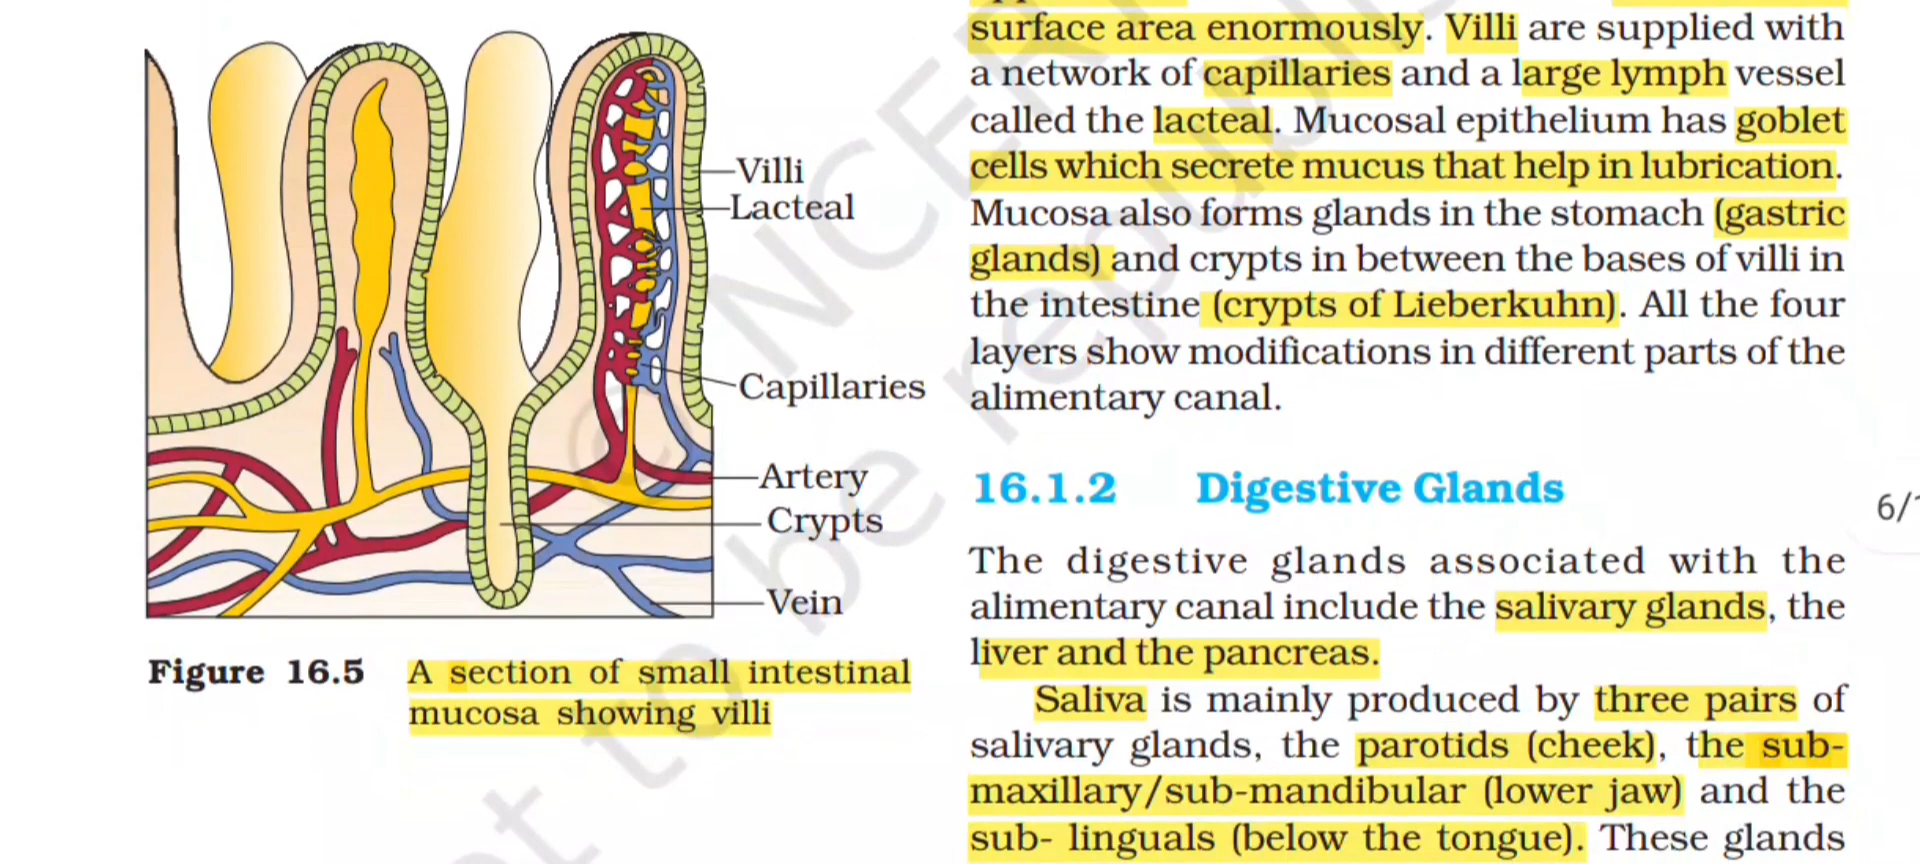 surface area enormously. Villi are supplied with
a network of capillaries and a large lymph vessel
called the lacteal. Mucosal epithelium has goblet
cells which secrete mucus that help in lubrication.
Mucosa also forms glands in the stomach (gastric
glands) and crypts in between the bases of villi in
the intestine (crypts of Lieberkuhn). All the four
layers show modifications in different parts of the
alimentary canal.
Villi
Lacteal
Capillaries
Artery
Crypts
Vein
Figure 16.5 A section of small intestinal
mucosa showing villi
16.1.2 Digestive Glands
The digestive glands associated with the
alimentary canal include the salivary glands, the
liver and the pancreas.
Saliva is mainly produced by three pairs of
salivary glands, the parotids (cheek), the sub-
maxillary/sub-mandibular (lower jaw) and the
sub- linguals (below the tongue). These glands
6/
© NCER
be republ
not to